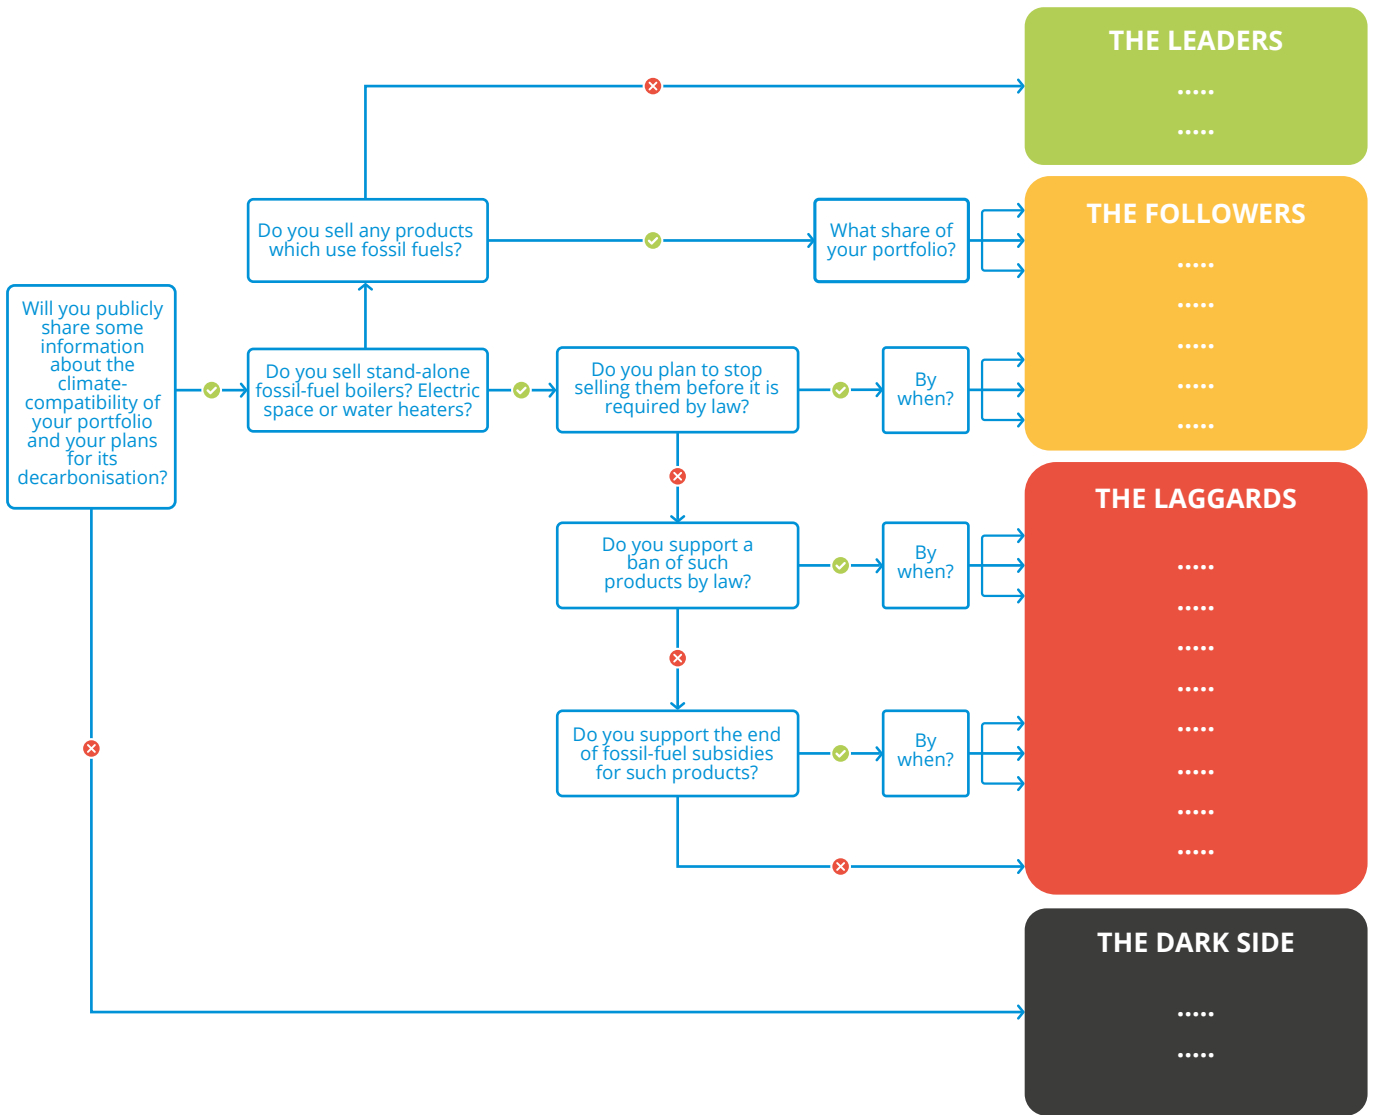 THE LEADERS
.....
.....
Do you sell any products
which use fossil fuels?
What share of
your portfolio?
THE FOLLOWERS
.....
.....
.....
.....
.....
Will you publicly
share some
information
about the
climate-
compatibility of
your portfolio
and your plans
for its
decarbonisation?
Do you sell stand-alone
fossil-fuel boilers? Electric
space or water heaters?
Do you plan to stop
selling them before it is
required by law?
By
when?
THE LAGGARDS
.....
.....
.....
.....
.....
.....
.....
.....
Do you support a
ban of such
products by law?
By
when?
Do you support the end
of fossil-fuel subsidies
for such products?
By
when?
THE DARK SIDE
.....
.....